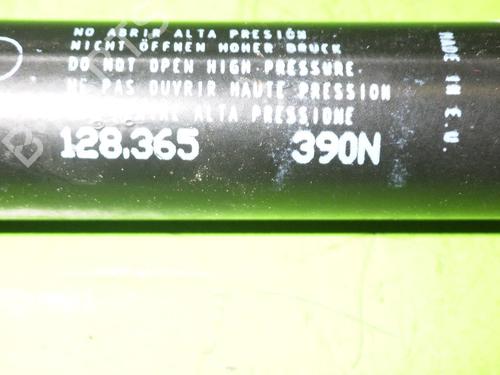 NO ABRIR ALTA PRESIÓN
NICHT ÖFFNEN HOHER DRUCK
DO NOT OPEN HIGH PRESSURE
NE PAS OUVRIR HAUTE PRESSION
ALTA PRESSIONE
128.365 390N
MADE IN E.U.